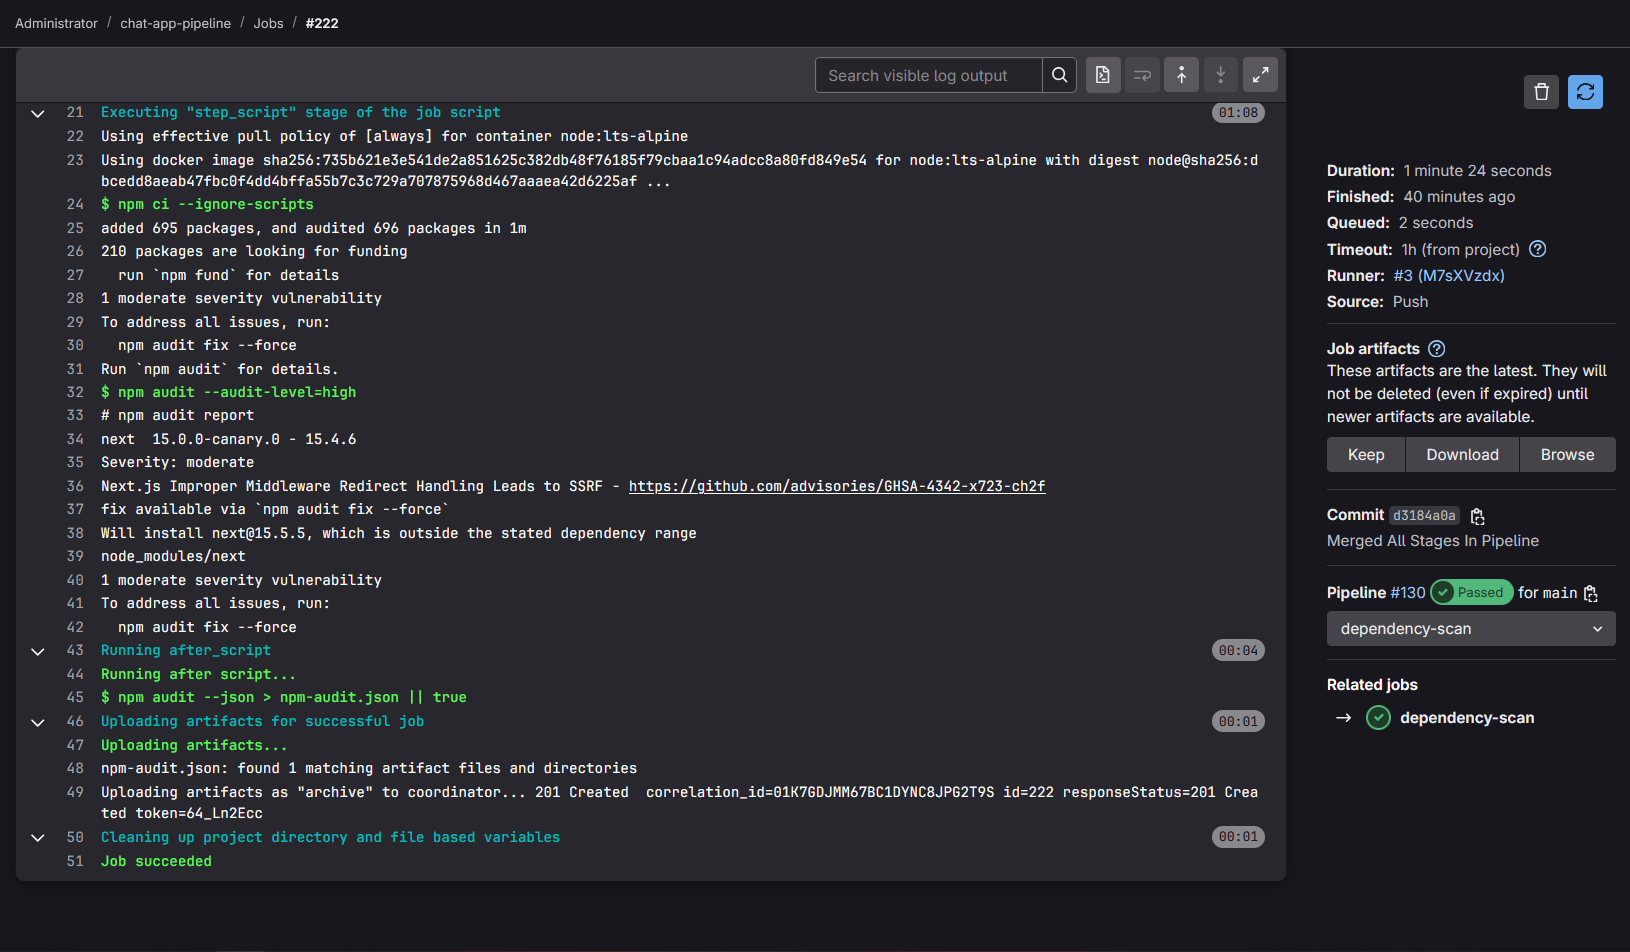 Administrator / chat-app-pipeline / Jobs / #222
Search visible log output
21 Executing "step_script" stage of the job script 01:08
22 Using effective pull policy of [always] for container node:lts-alpine
23 Using docker image sha256:735b621e3e541de2a851625c382db48f76185f79cbaa1c94adcc8a80fd849e54 for node:lts-alpine with digest node@sha256:d
bcedd8aeab47fbc0f4dd4bffa55b7c3c729a707875968d467aaaea42d6225af ...
24 $ npm ci --ignore-scripts
25 added 695 packages, and audited 696 packages in 1m
26 210 packages are looking for funding
27 run `npm fund` for details
28 1 moderate severity vulnerability
29 To address all issues, run:
30 npm audit fix --force
31 Run `npm audit` for details.
32 $ npm audit --audit-level=high
33 # npm audit report
34 next  15.0.0-canary.0 - 15.4.6
35 Severity: moderate
36 Next.js Improper Middleware Redirect Handling Leads to SSRF - https://github.com/advisories/GHSA-4342-x723-ch2f
37 fix available via `npm audit fix --force`
38 Will install next@15.5.5, which is outside the stated dependency range
39 node_modules/next
40 1 moderate severity vulnerability
41 To address all issues, run:
42 npm audit fix --force
43 Running after_script 00:04
44 Running after script...
45 $ npm audit --json > npm-audit.json || true
46 Uploading artifacts for successful job 00:01
47 Uploading artifacts...
48 npm-audit.json: found 1 matching artifact files and directories
49 Uploading artifacts as "archive" to coordinator... 201 Created  correlation_id=01K7GDJMM67BC1DYNC8JPG2T9S id=222 responseStatus=201 Crea
ted token=64_Ln2Ecc
50 Cleaning up project directory and file based variables 00:01
51 Job succeeded
Duration: 1 minute 24 seconds
Finished: 40 minutes ago
Queued: 2 seconds
Timeout: 1h (from project)
Runner: #3 (M7sXVzdx)
Source: Push
Job artifacts
These artifacts are the latest. They will
not be deleted (even if expired) until
newer artifacts are available.
Keep Download Browse
Commit d3184a0a
Merged All Stages In Pipeline
Pipeline #130 Passed for main
dependency-scan
Related jobs
→ dependency-scan